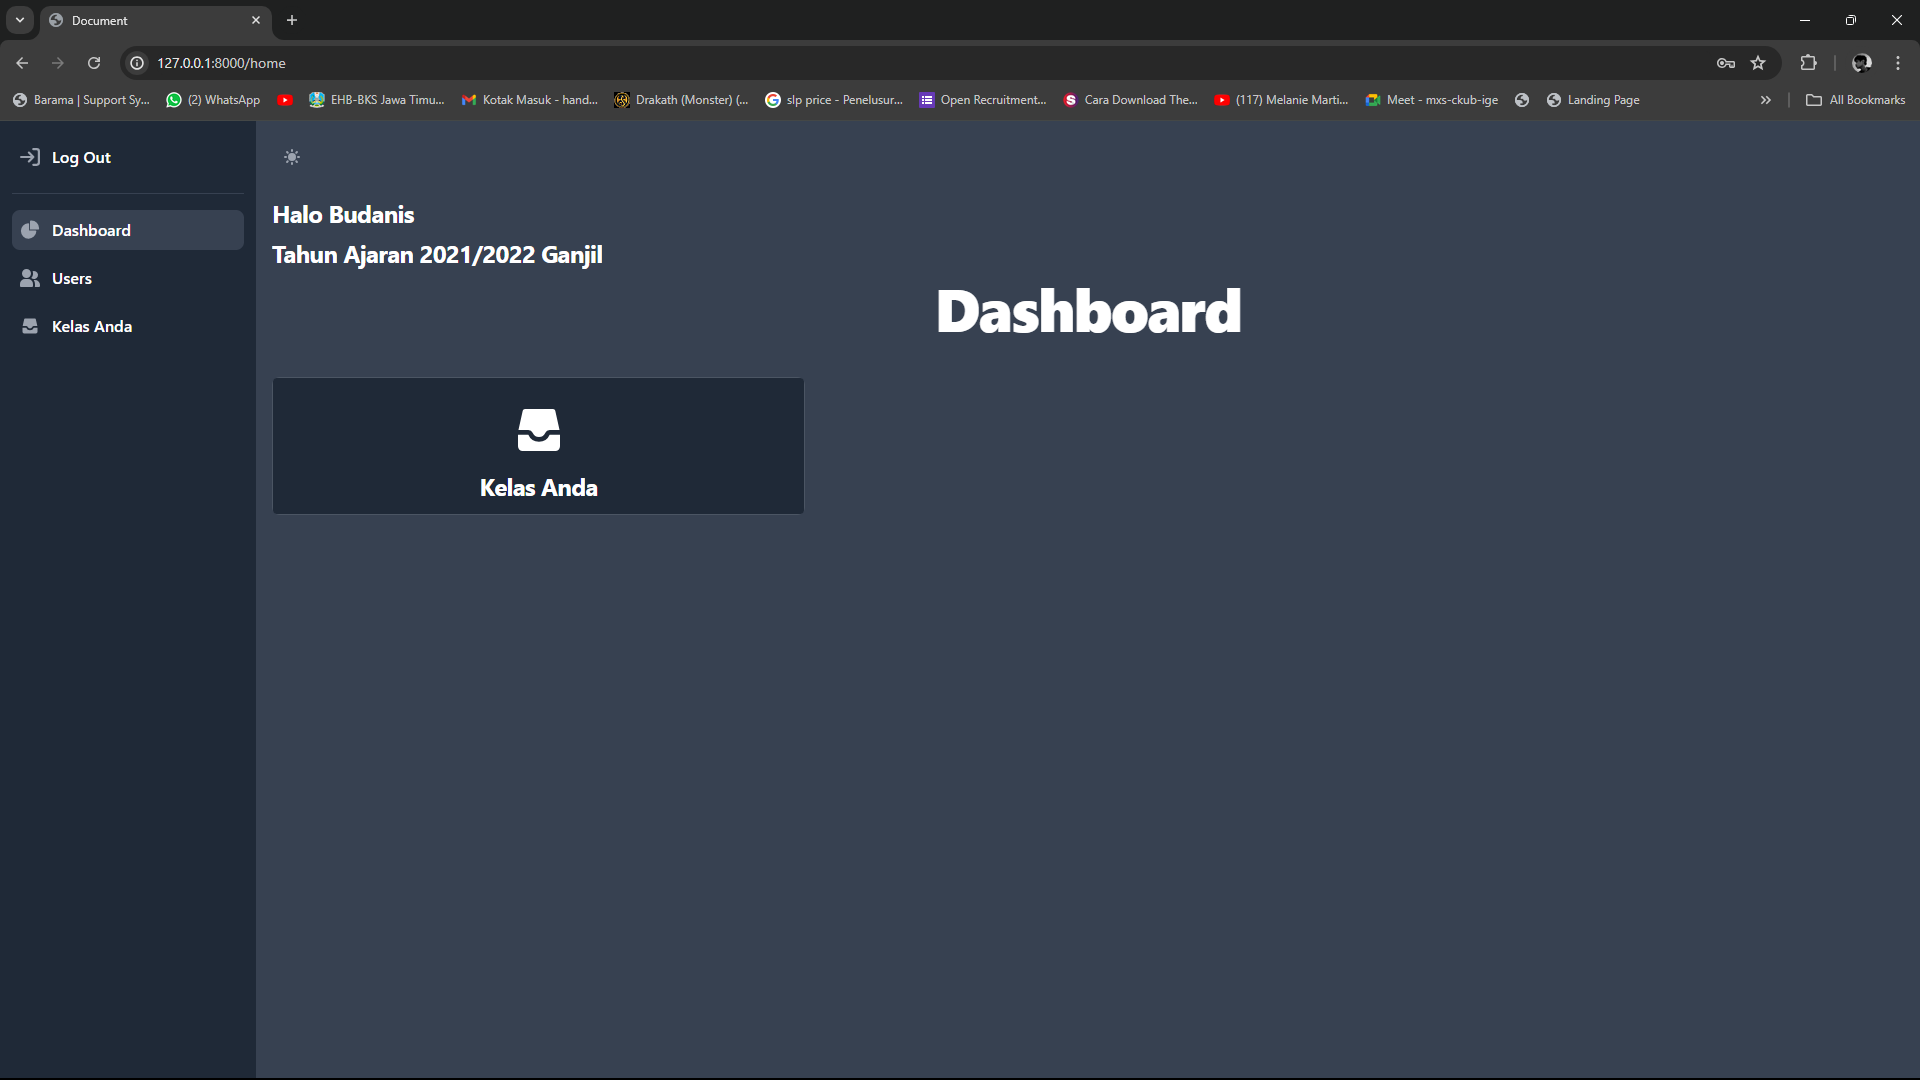 Document
127.0.0.1:8000/home
Barama | Support Sy...
(2) WhatsApp
EHB-BKS Jawa Timu...
Kotak Masuk - hand...
Drakath (Monster) (...
slp price - Penelusur...
Open Recruitment...
Cara Download The...
(117) Melanie Marti...
Meet - mxs-ckub-ige
Landing Page
All Bookmarks
Log Out
Dashboard
Users
Kelas Anda
Halo Budanis
Tahun Ajaran 2021/2022 Ganjil
Dashboard
Kelas Anda